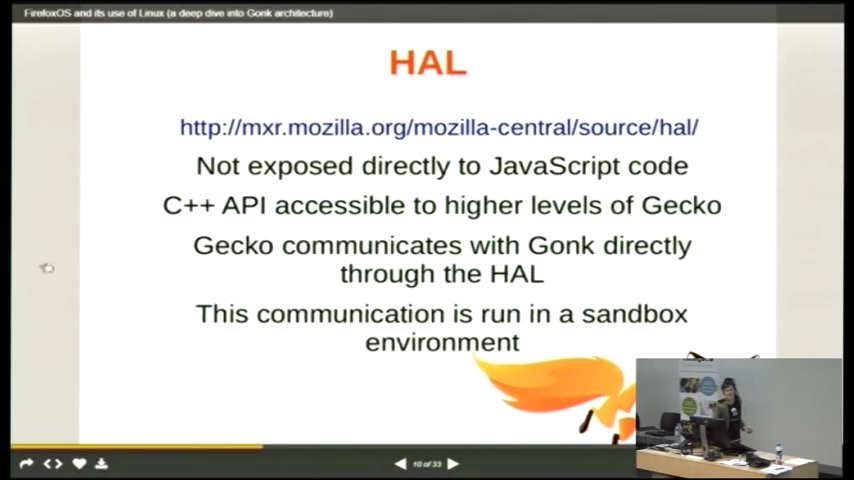 FirefoxOS and its use of Linux (a deep dive into Gonk architecture)
HAL
http://mxr.mozilla.org/mozilla-central/source/hal/
Not exposed directly to JavaScript code
C++ API accessible to higher levels of Gecko
Gecko communicates with Gonk directly
through the HAL
This communication is run in a sandbox
environment
10 of 33